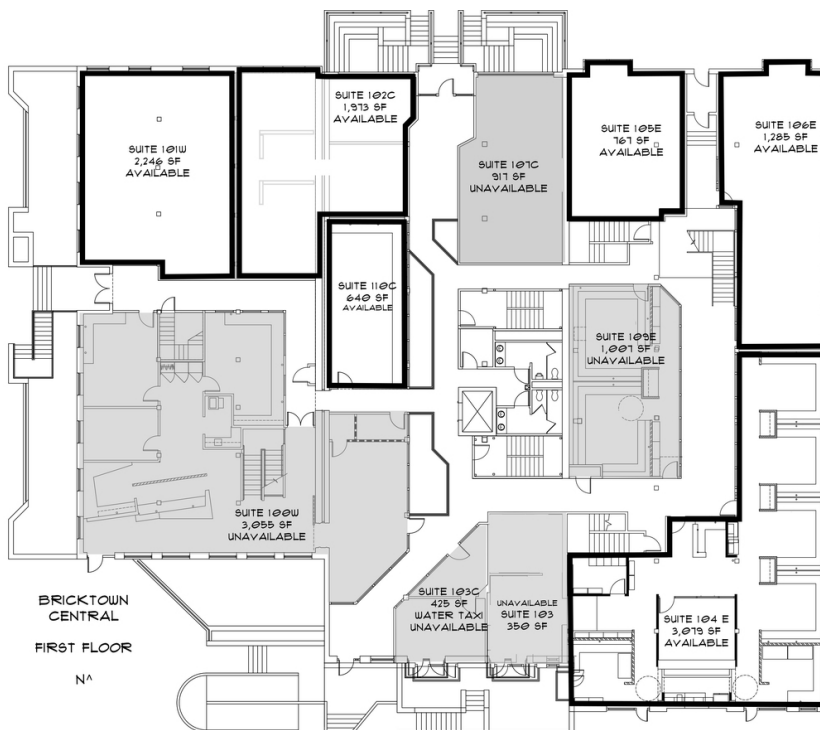 SUITE 101W
2,246 SF
AVAILABLE
SUITE 102C
1,973 SF
AVAILABLE
SUITE 107C
917 SF
UNAVAILABLE
SUITE 105E
767 SF
AVAILABLE
SUITE 106E
1,285 SF
AVAILABLE
SUITE 110C
640 SF
AVAILABLE
SUITE 109E
1,007 SF
UNAVAILABLE
SUITE 100W
3,055 SF
UNAVAILABLE
SUITE 103C
425 SF
WATER TAXI
UNAVAILABLE
UNAVAILABLE
SUITE 103
350 SF
SUITE 104 E
3,079 SF
AVAILABLE
BRICKTOWN
CENTRAL
FIRST FLOOR
N^